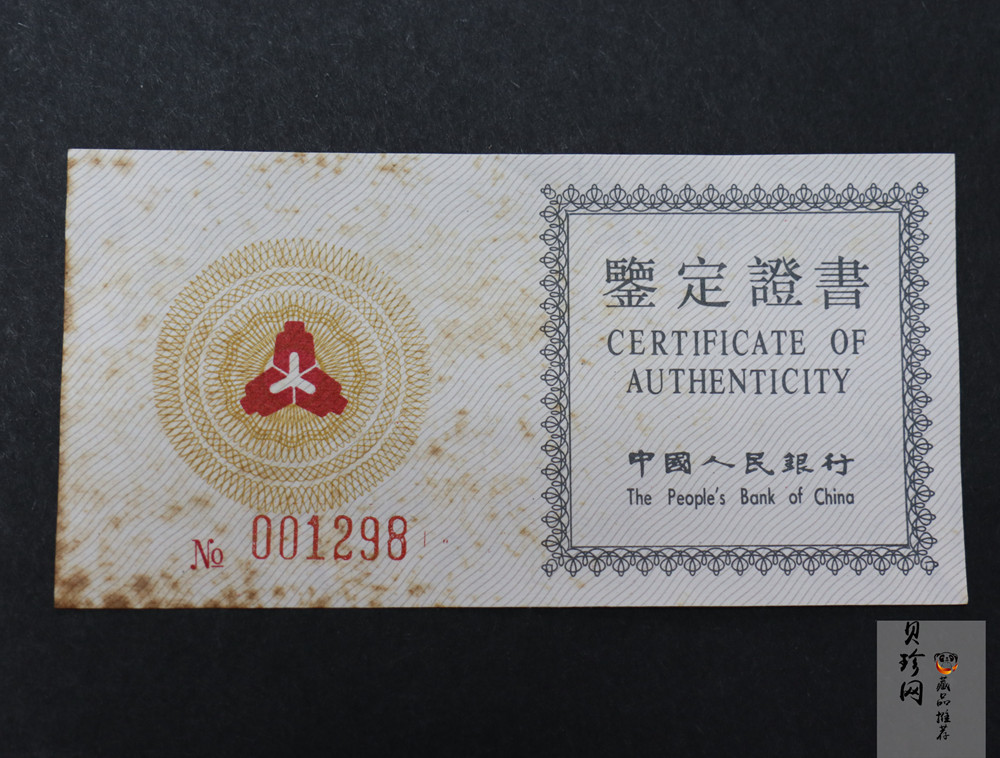 鑒定證書
CERTIFICATE OF
AUTHENTICITY
中國人民銀行
The People's Bank of China
№ 001298
贝珍网
藏品推荐